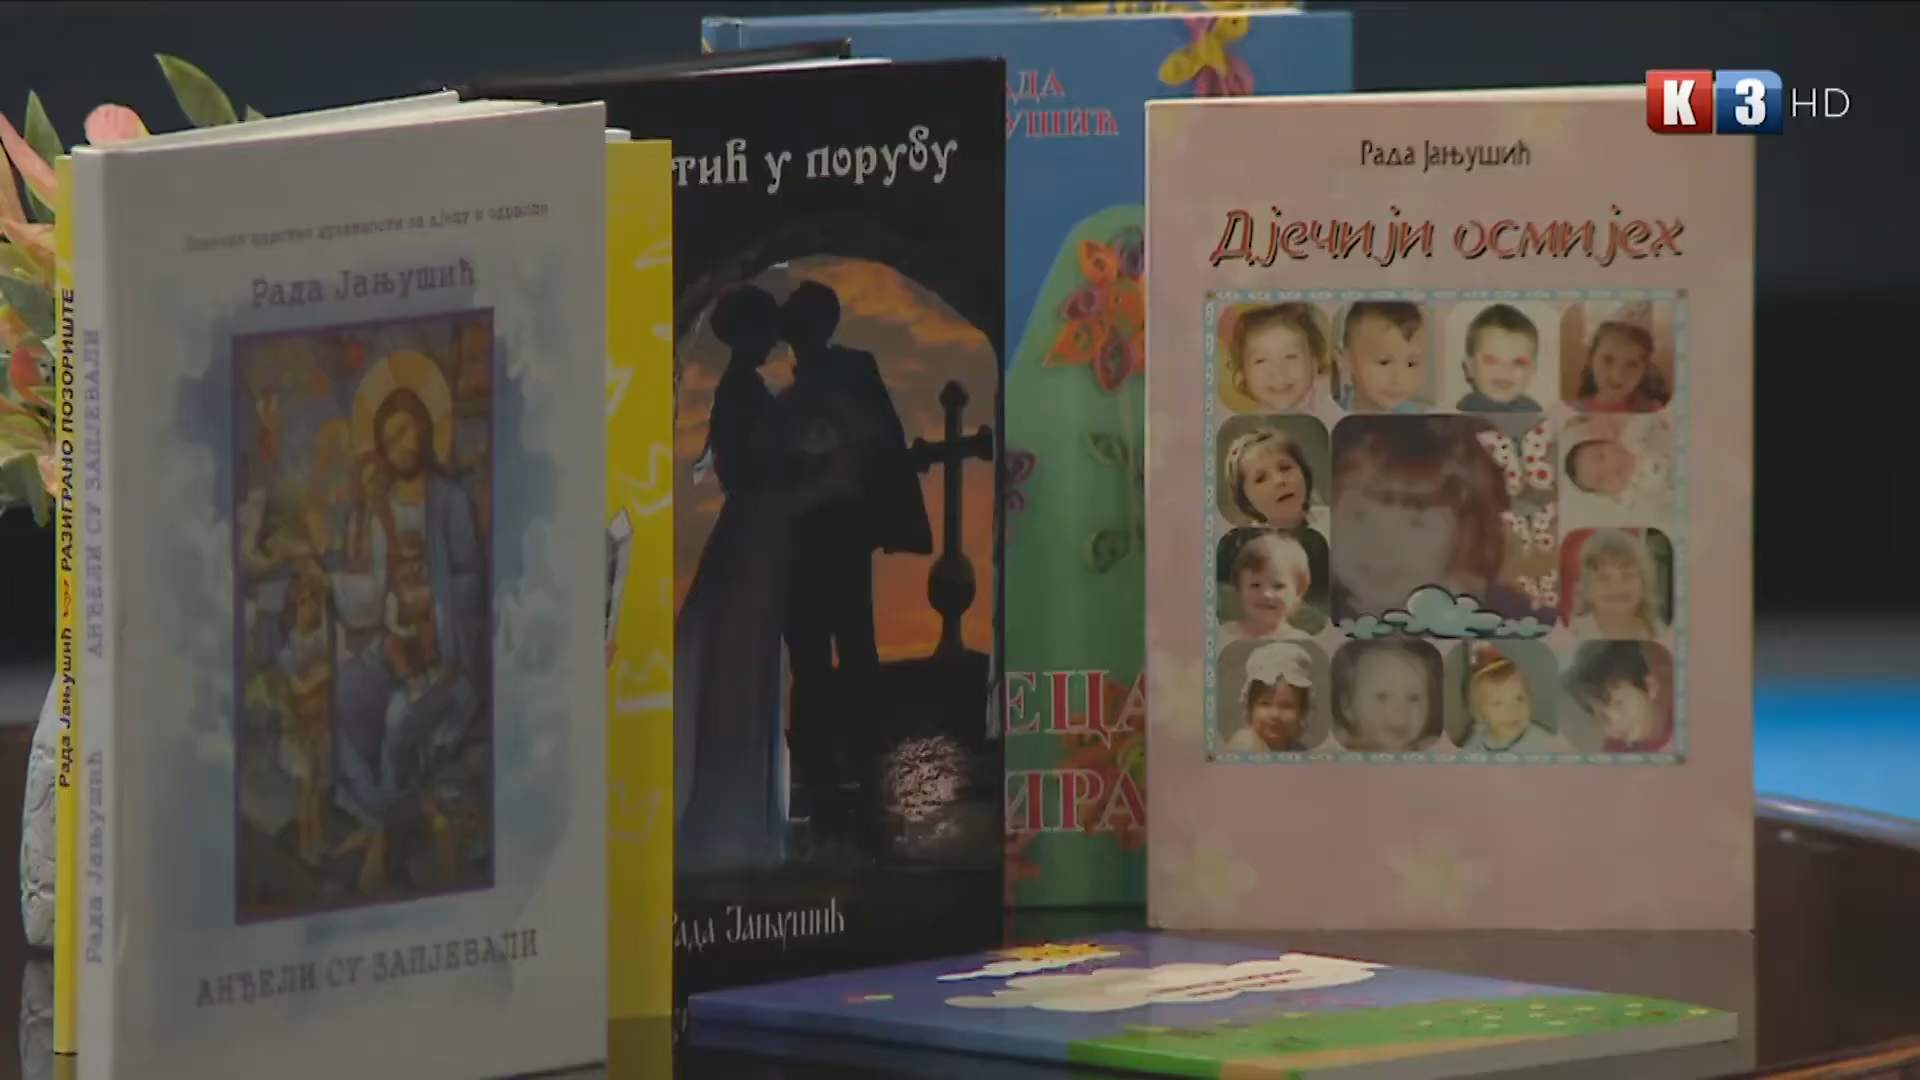 К3 HD
Рада Јањушић
АНЂЕЛИ СУ ЗАПЈЕВАЛИ
Рада Јањушић
РАЗИГРАНО ПОЗОРИШТЕ
Рада Јањушић
АНЂЕЛИ СУ ЗАПЈЕВАЛИ
тић у порубу
ада Јањушић
АДА
УШИЋ
ЕЦА
ИРА
Рада Јањушић
Дјечији осмијех